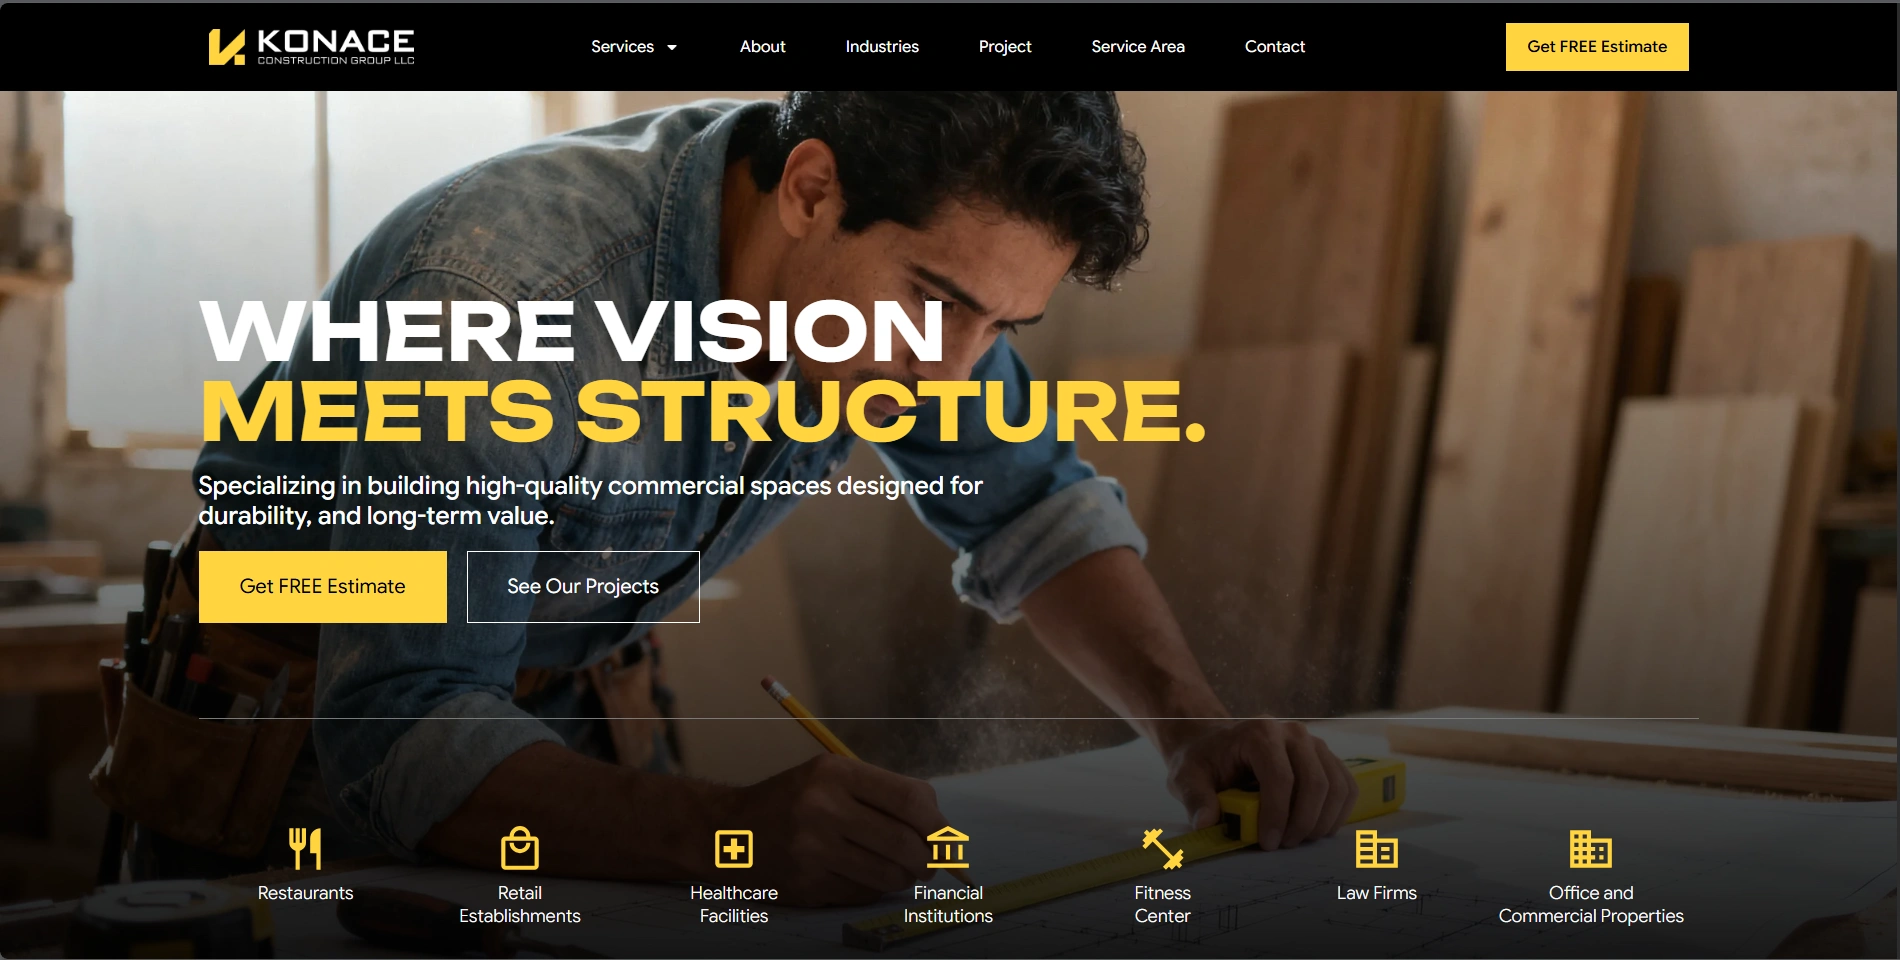 KONACE
CONSTRUCTION GROUP LLC
Services
About
Industries
Project
Service Area
Contact
Get FREE Estimate
WHERE VISION
MEETS STRUCTURE.
Specializing in building high-quality commercial spaces designed for
durability, and long-term value.
Get FREE Estimate
See Our Projects
Restaurants
Retail
Establishments
Healthcare
Facilities
Financial
Institutions
Fitness
Center
Law Firms
Office and
Commercial Properties